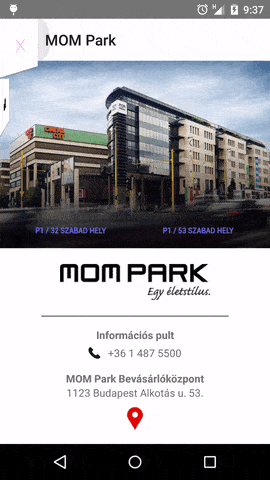 H 9:37
X MOM Park
P1 / 32 SZABAD HELY P1 / 53 SZABAD HELY
MOM PARK
Egy életstílus.
Információs pult
+36 1 487 5500
MOM Park Bevásárlóközpont
1123 Budapest Alkotás u. 53.